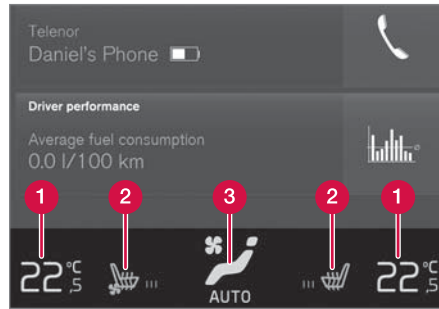 Telenor
Daniel's Phone
Driver performance
Average fuel consumption
0.0 l/100 km
1 2 3 2 1
22 °C ,5 AUTO 22 °C ,5